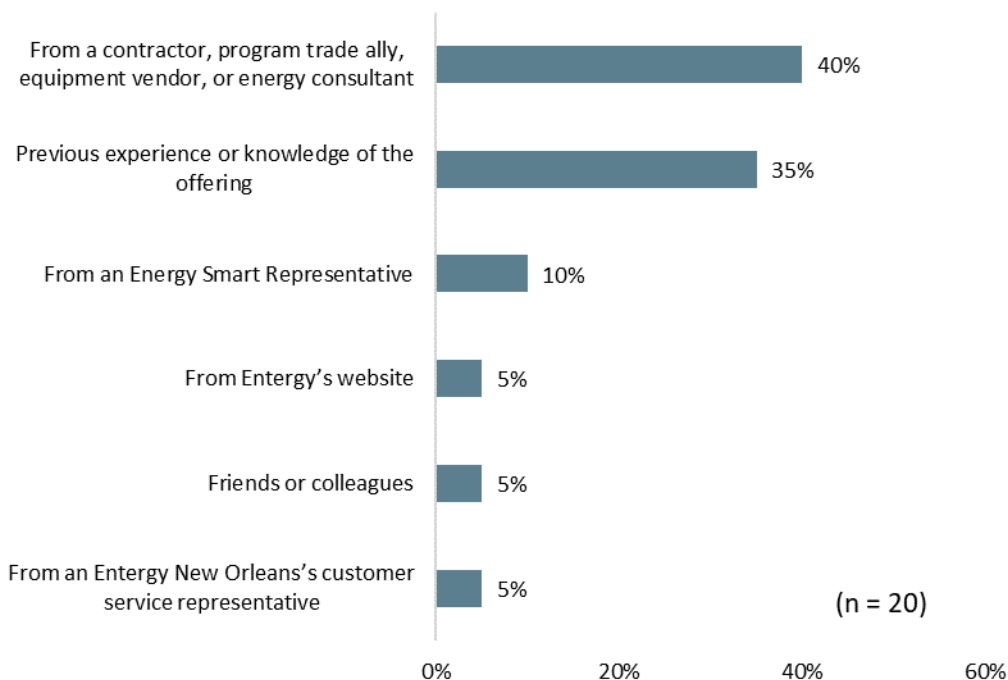 From a contractor, program trade ally,
equipment vendor, or energy consultant
40%
Previous experience or knowledge of the
offering
35%
From an Energy Smart Representative
10%
From Entergy’s website
5%
Friends or colleagues
5%
From an Entergy New Orleans’s customer
service representative
5%
(n = 20)
0% 20% 40% 60%